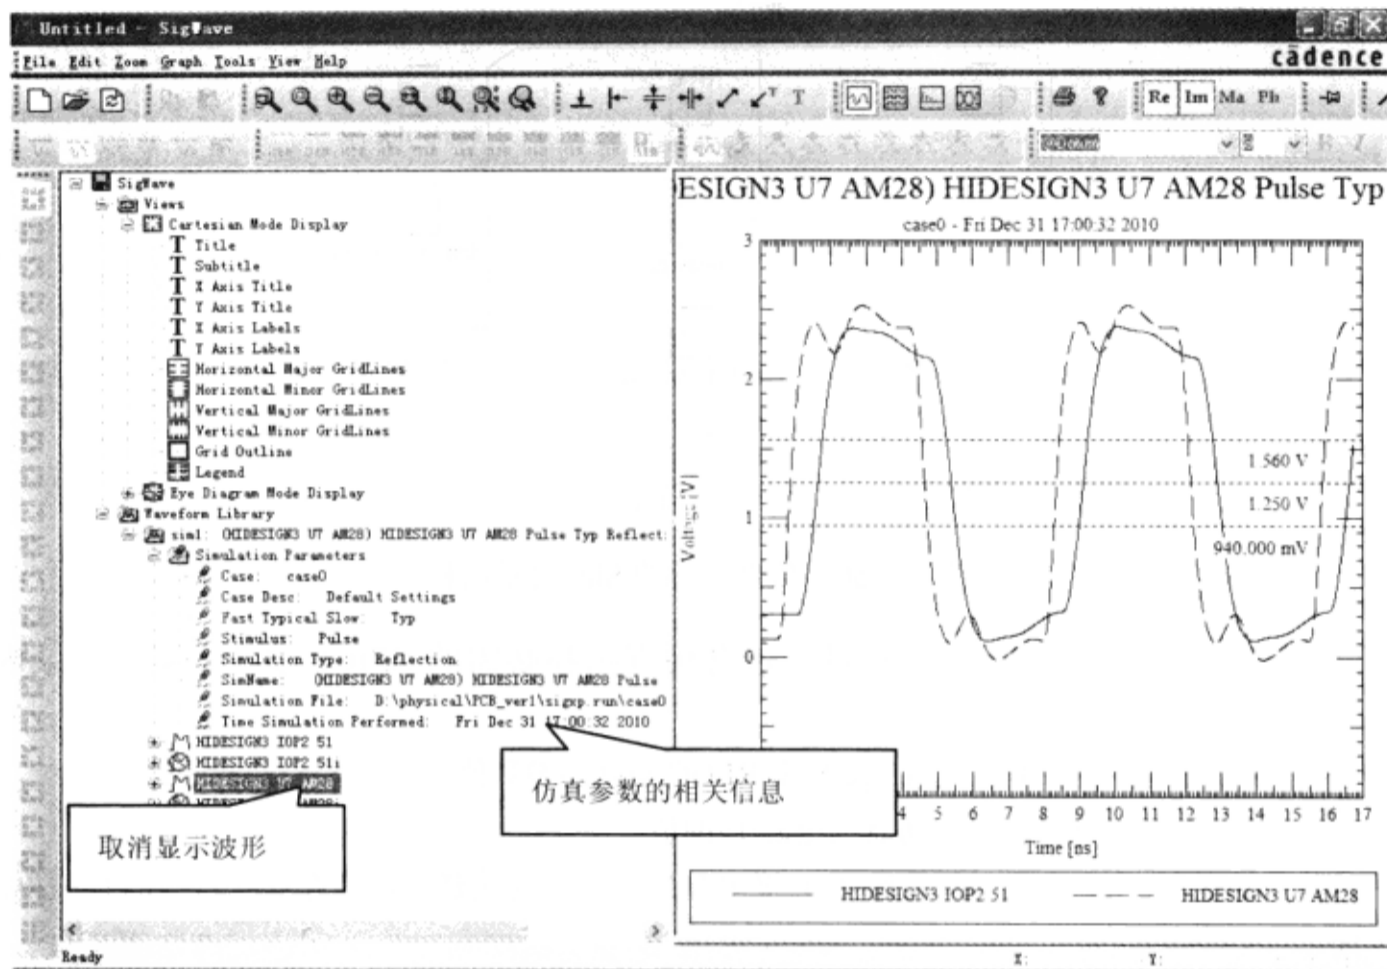 Untitled - SigWave
File Edit Zoom Graph Tools View Help
cādence
T
Re Im Ma Ph
SigWave
Views
Cartesian Mode Display
T Title
T Subtitle
T X Axis Title
T Y Axis Title
T X Axis Labels
T Y Axis Labels
Horizontal Major GridLines
Horizontal Minor GridLines
Vertical Major GridLines
Vertical Minor GridLines
Grid Outline
Legend
Eye Diagram Mode Display
Waveform Library
sim1: (HIDESIGN3 U7 AM28) HIDESIGN3 U7 AM28 Pulse Typ Reflect
Simulation Parameters
Case: case0
Case Desc: Default Settings
Fast Typical Slow: Typ
Stimulus: Pulse
Simulation Type: Reflection
SimName: (HIDESIGN3 U7 AM28) HIDESIGN3 U7 AM28 Pulse
Simulation File: D:\physical\PCB_ver1\sigxp.run\case0
Time Simulation Performed: Fri Dec 31 17:00:32 2010
HIDESIGN3 IOP2 51
HIDESIGN3 IOP2 51i
HIDESIGN3 U7 AM28
取消显示波形
仿真参数的相关信息
ESIGN3 U7 AM28) HIDESIGN3 U7 AM28 Pulse Typ
case0 - Fri Dec 31 17:00:32 2010
3
2
1
0
Voltage [V]
1.560 V
1.250 V
940.000 mV
4 5 6 7 8 9 10 11 12 13 14 15 16 17
Time [ns]
HIDESIGN3 IOP2 51
HIDESIGN3 U7 AM28
Ready
X:
Y: